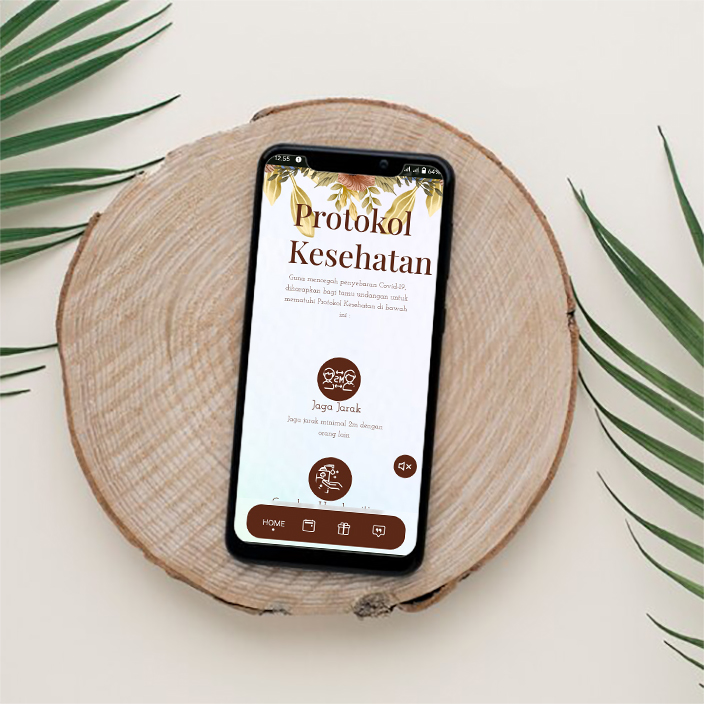 12.55
64%
Protokol
Kesehatan
Guna mencegah penyebaran Covid-19,
diharapkan bagi tamu undangan untuk
mematuhi Protokol Kesehatan di bawah
ini :
2M
Jaga Jarak
Jaga jarak minimal 2m dengan
orang lain
HOME